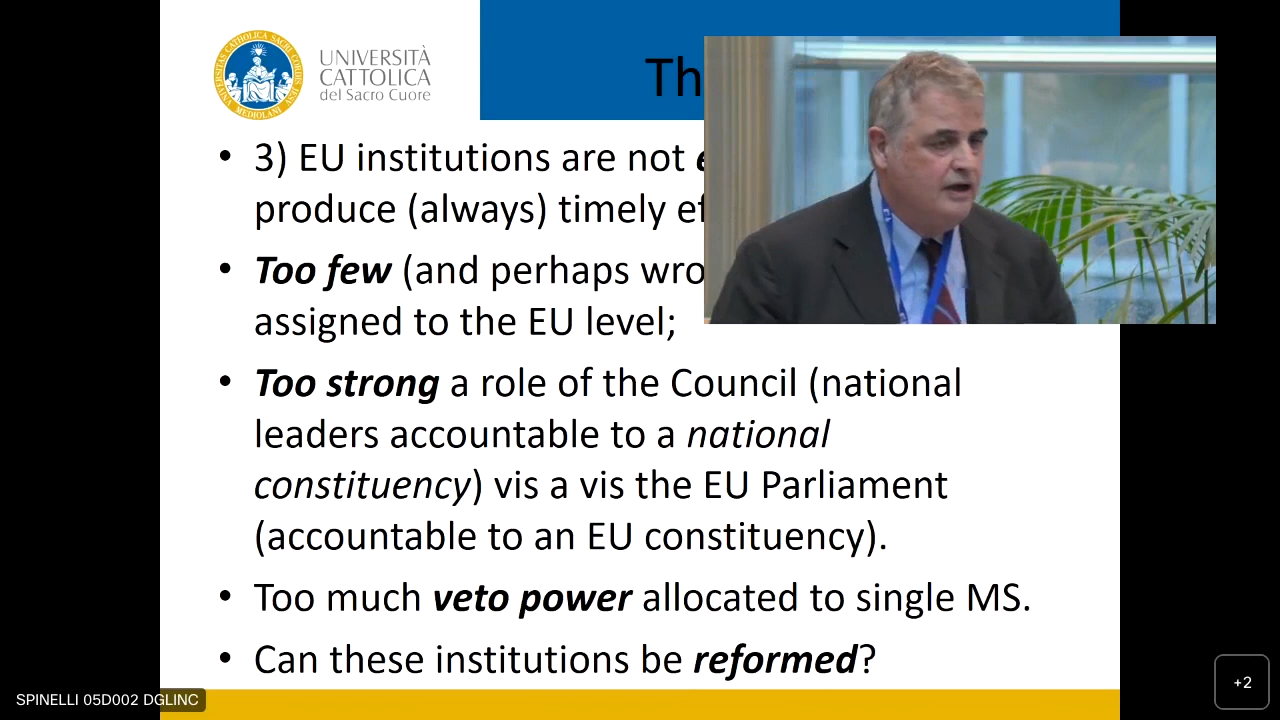 UNIVERSITÀ
CATTOLICA
del Sacro Cuore
Th
• 3) EU institutions are not
produce (always) timely
• Too few (and perhaps
assigned to the EU level;
• Too strong a role of the Council (national
leaders accountable to a national
constituency) vis a vis the EU Parliament
(accountable to an EU constituency).
• Too much veto power allocated to single MS.
• Can these institutions be reformed?
SPINELLI 05D002 DGLINC
+2